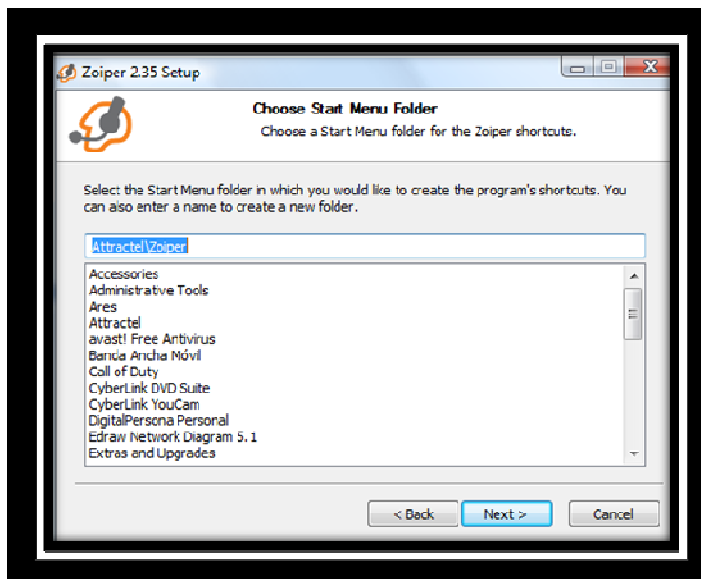 Zoiper 2.35 Setup
Choose Start Menu Folder
Choose a Start Menu folder for the Zoiper shortcuts.
Select the Start Menu folder in which you would like to create the program's shortcuts. You
can also enter a name to create a new folder.
Attractel\Zoiper
Accessories
Administrative Tools
Ares
Attractel
avast! Free Antivirus
Banda Ancha Móvil
Call of Duty
CyberLink DVD Suite
CyberLink YouCam
DigitalPersona Personal
Edraw Network Diagram 5.1
Extras and Upgrades
< Back Next > Cancel